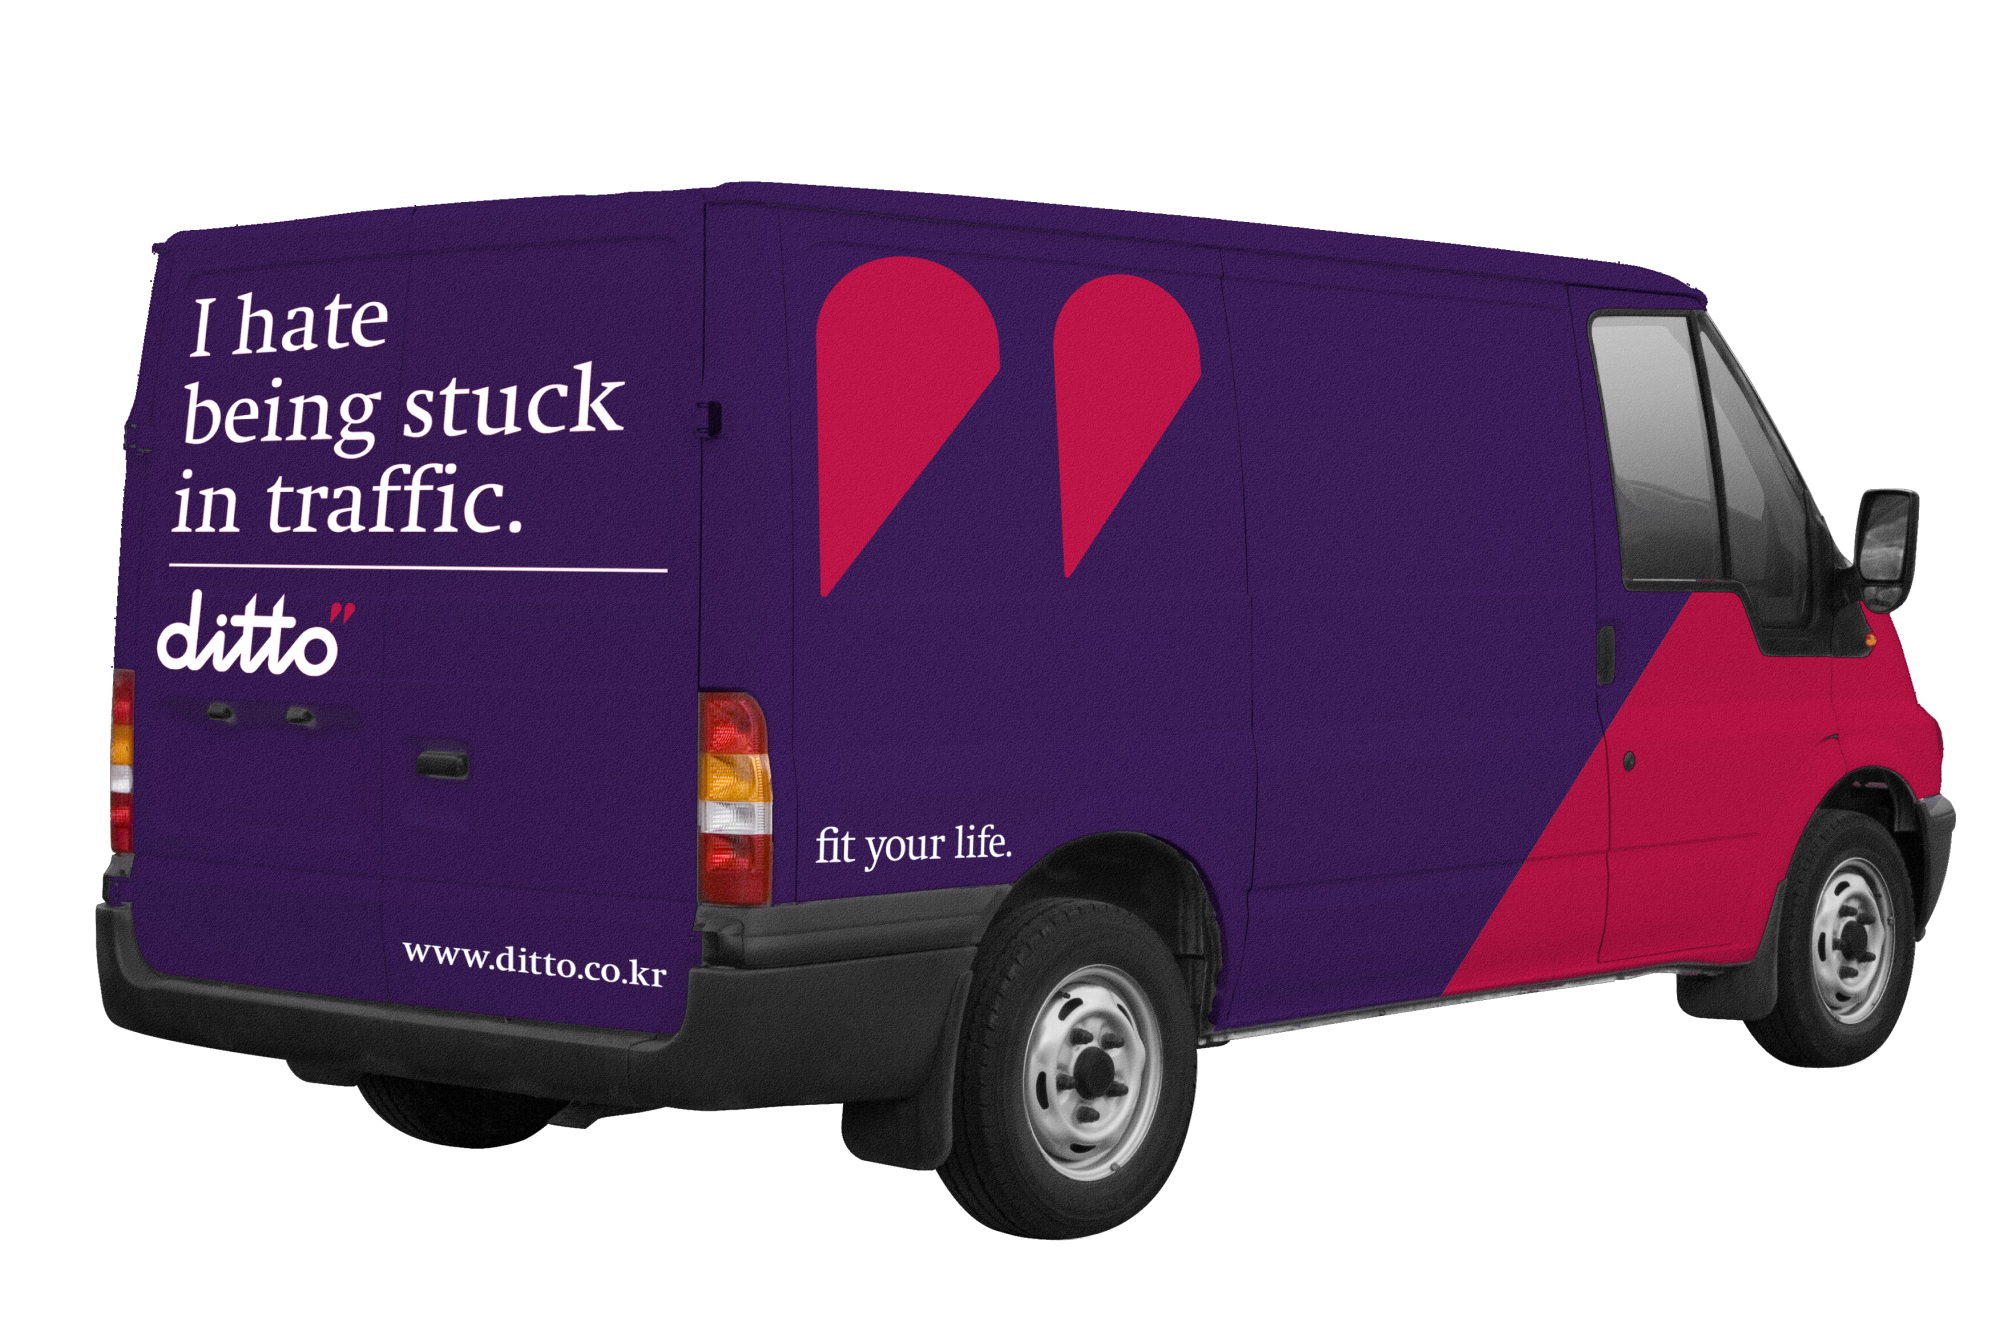 I hate
being stuck
in traffic.
ditto"
www.ditto.co.kr
fit your life.